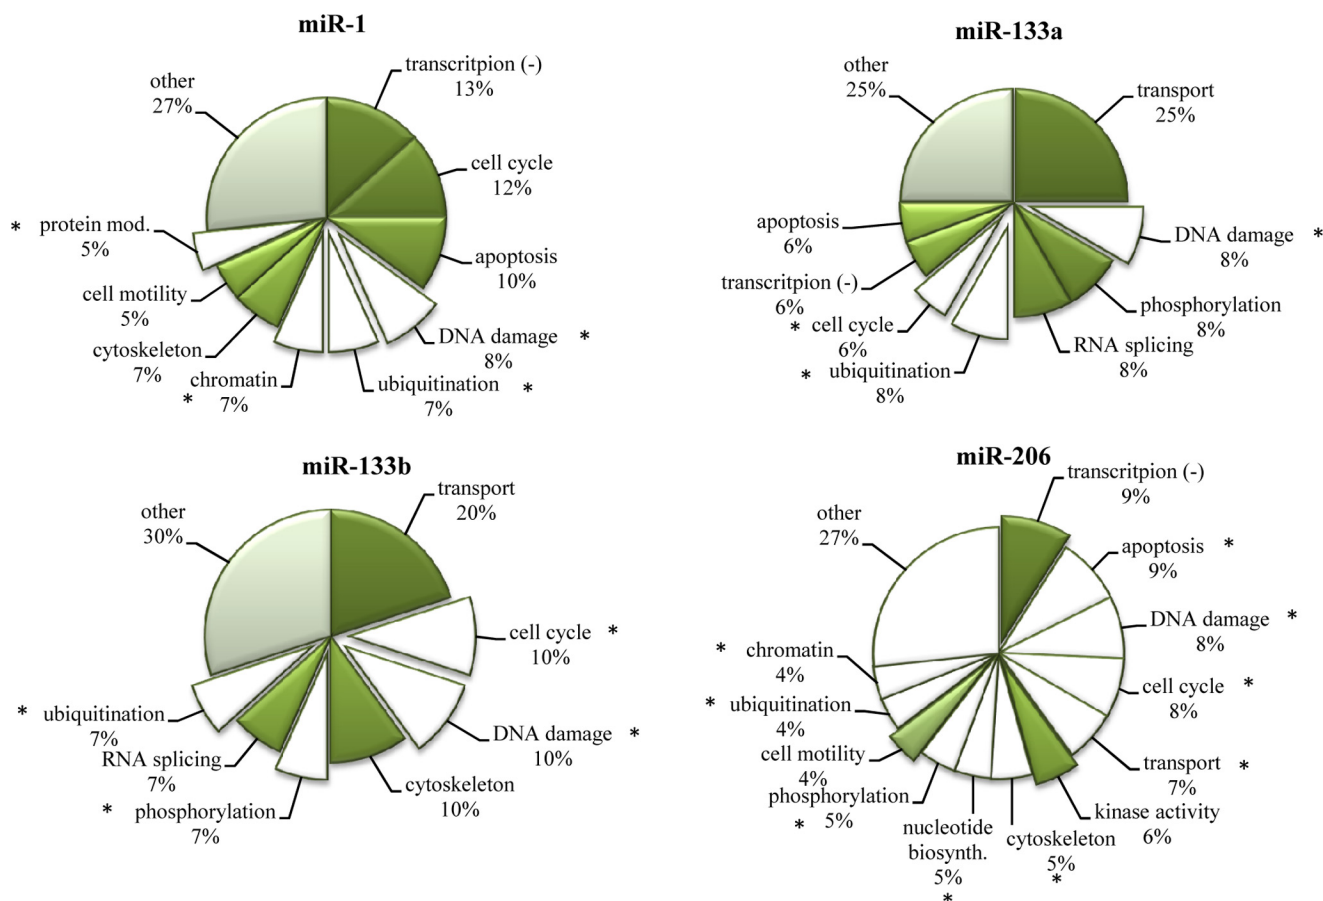 miR-1
transcritpion (-)
13%
cell cycle
12%
apoptosis
10%
DNA damage *
8%
ubiquitination *
7%
* chromatin
7%
cytoskeleton
7%
cell motility
5%
* protein mod.
5%
other
27%
miR-133a
transport
25%
DNA damage *
8%
phosphorylation
8%
RNA splicing
8%
* ubiquitination
8%
* cell cycle
6%
transcritpion (-)
6%
apoptosis
6%
other
25%
miR-133b
transport
20%
cell cycle *
10%
DNA damage *
10%
cytoskeleton
10%
* phosphorylation
7%
RNA splicing
7%
* ubiquitination
7%
other
30%
miR-206
transcritpion (-)
9%
apoptosis *
9%
DNA damage *
8%
cell cycle *
8%
transport *
7%
kinase activity
6%
cytoskeleton
5%
*
nucleotide
biosynth.
5%
*
phosphorylation
* 5%
cell motility
4%
* ubiquitination
4%
* chromatin
4%
other
27%